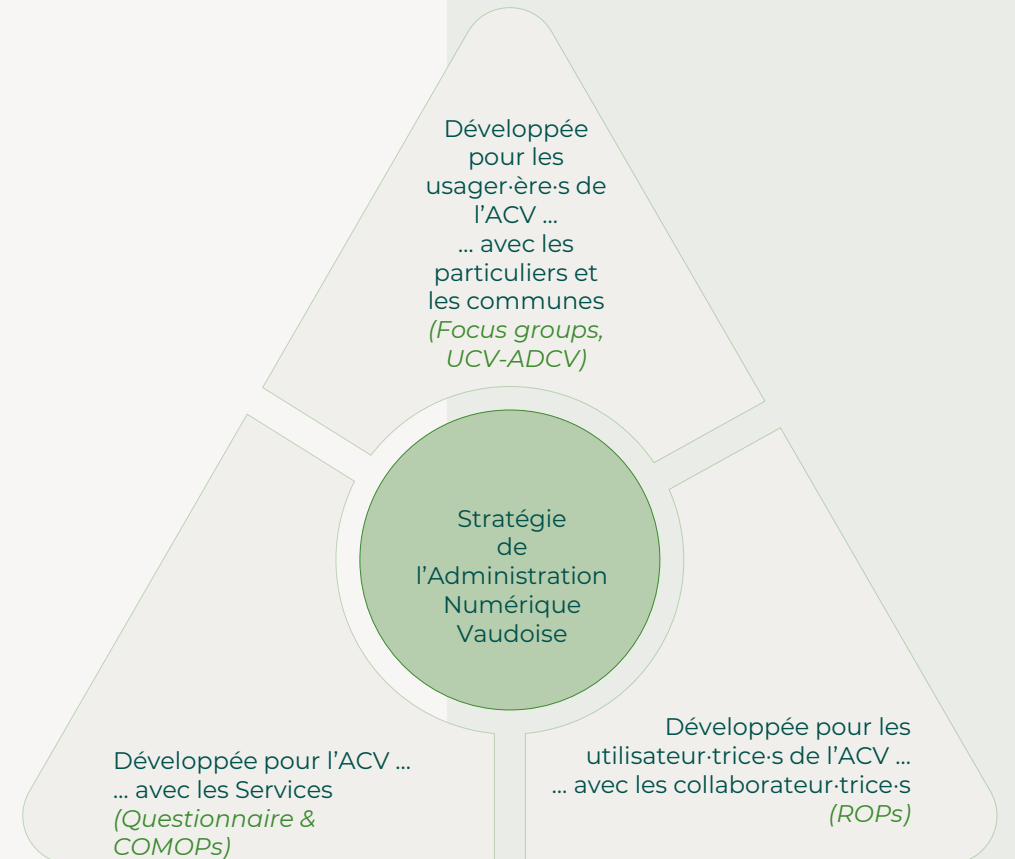 Développée
pour les
usager·ère·s de
l'ACV ...
... avec les
particuliers et
les communes
(Focus groups,
UCV-ADCV)
Stratégie
de
l'Administration
Numérique
Vaudoise
Développée pour l'ACV ...
... avec les Services
(Questionnaire &
COMOPs)
Développée pour les
utilisateur·trice·s de l'ACV ...
... avec les collaborateur·trice·s
(ROPs)